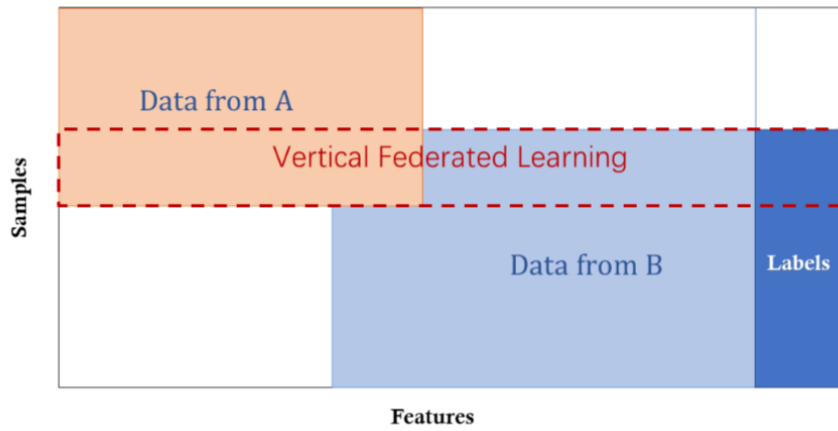 Data from A
Vertical Federated Learning
Samples
Data from B
Labels
Features